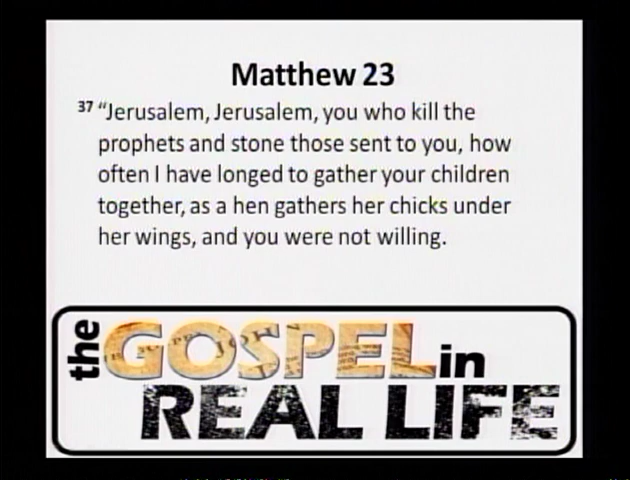 Matthew 23
37 “Jerusalem, Jerusalem, you who kill the
prophets and stone those sent to you, how
often I have longed to gather your children
together, as a hen gathers her chicks under
her wings, and you were not willing.
the GOSPEL in
REAL LIFE